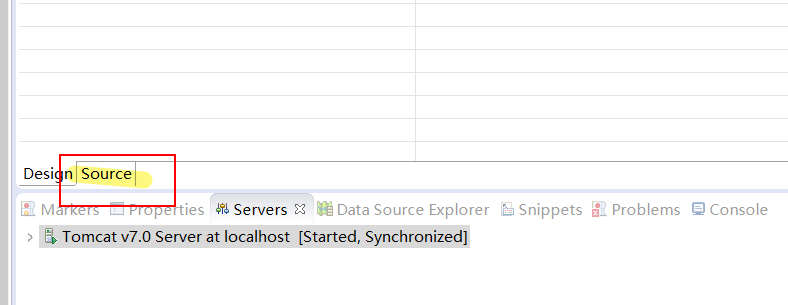 Design Source
Markers Properties Servers Data Source Explorer Snippets Problems Console
Tomcat v7.0 Server at localhost [Started, Synchronized]